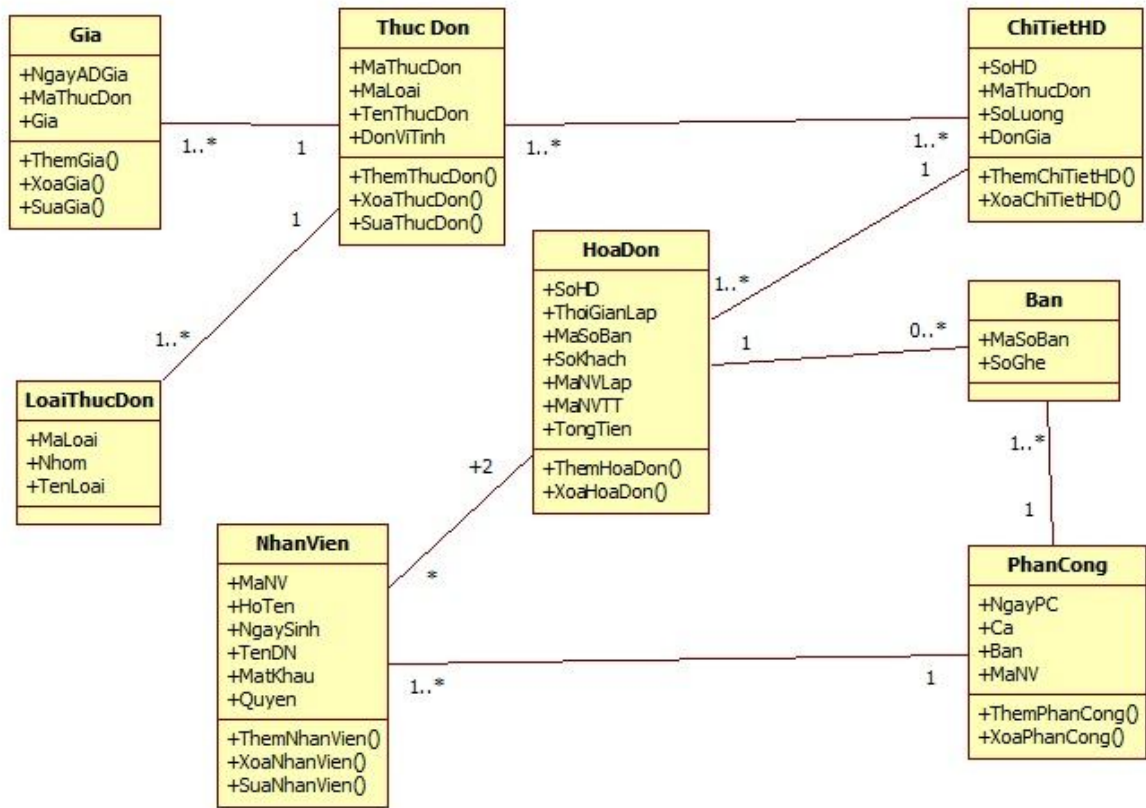 Gia
+NgayADGia
+MaThucDon
+Gia
+ThemGia()
+XoaGia()
+SuaGia()
1..*
1
Thuc Don
+MaThucDon
+MaLoai
+TenThucDon
+DonViTinh
+ThemThucDon()
+XoaThucDon()
+SuaThucDon()
1..*
1..*
ChiTietHD
+SoHD
+MaThucDon
+SoLuong
+DonGia
+ThemChiTietHD()
+XoaChiTietHD()
1
1..*
1
1..*
LoaiThucDon
+MaLoai
+Nhom
+TenLoai
HoaDon
+SoHD
+ThoiGianLap
+MaSoBan
+SoKhach
+MaNVLap
+MaNVTT
+TongTien
+ThemHoaDon()
+XoaHoaDon()
1
0..*
Ban
+MaSoBan
+SoGhe
1..*
1
+2
*
NhanVien
+MaNV
+HoTen
+NgaySinh
+TenDN
+MatKhau
+Quyen
+ThemNhanVien()
+XoaNhanVien()
+SuaNhanVien()
1..*
1
PhanCong
+NgayPC
+Ca
+Ban
+MaNV
+ThemPhanCong()
+XoaPhanCong()